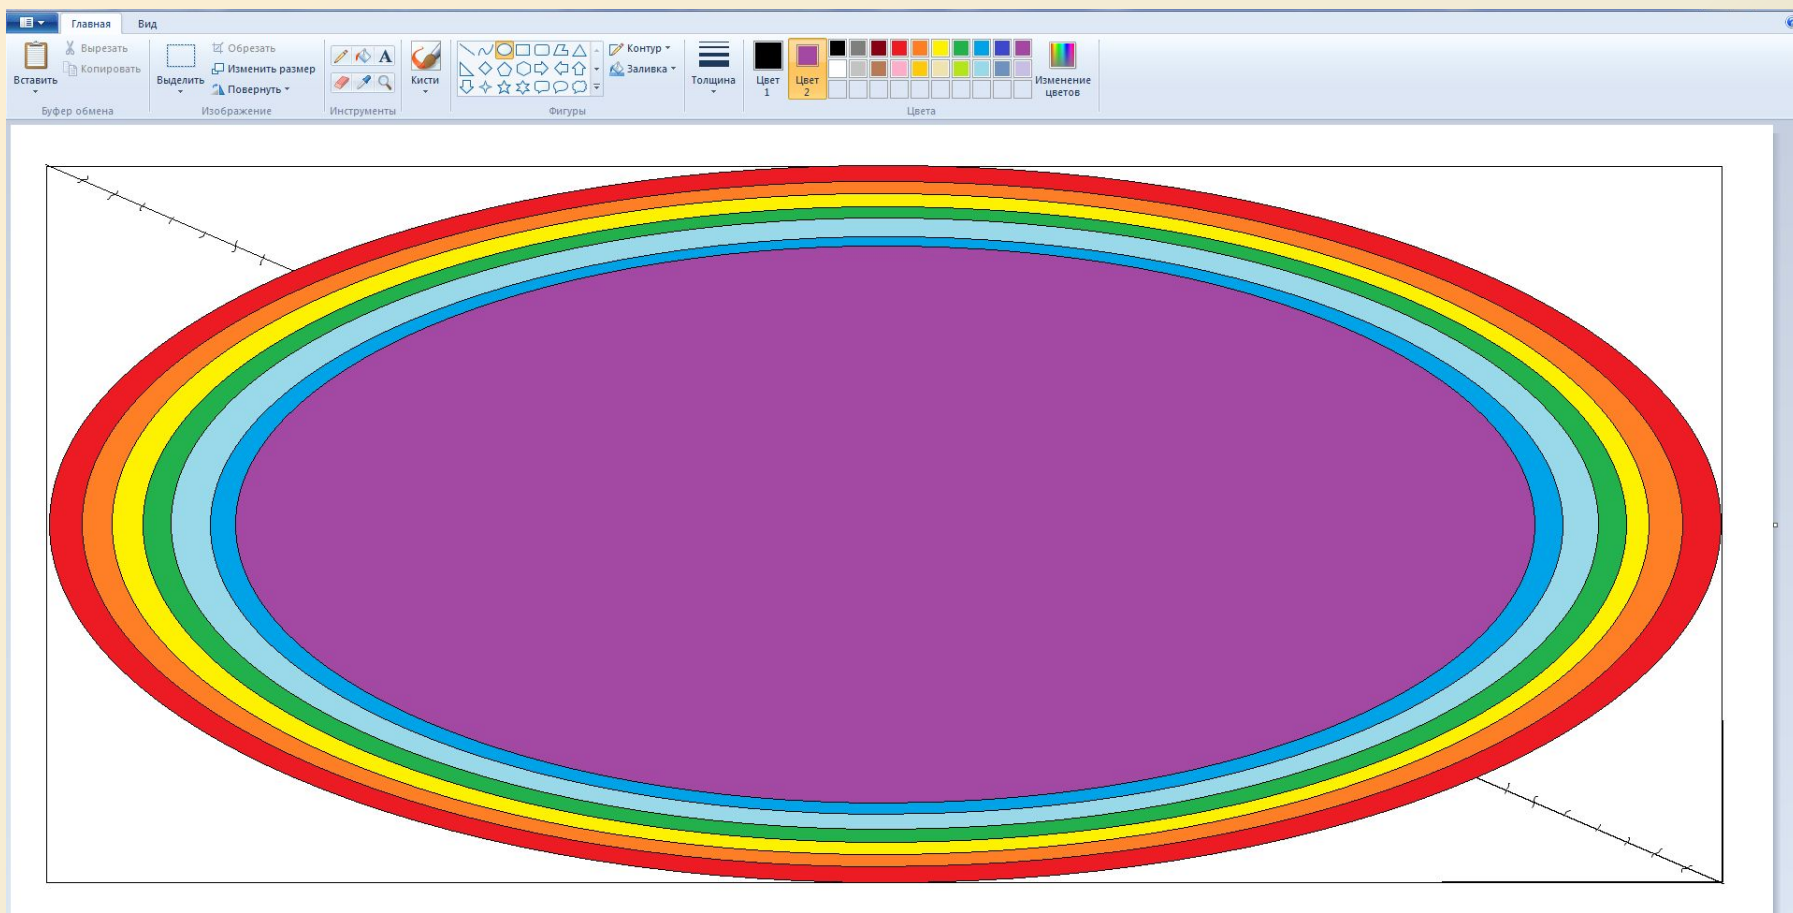 Главная Вид
Вырезать
Копировать
Вставить
Буфер обмена
Обрезать
Изменить размер
Повернуть
Выделить
Изображение
A
Инструменты
Кисти
Контур
Заливка
Фигуры
Толщина
Цвет
1
Цвет
2
Изменение
цветов
Цвета